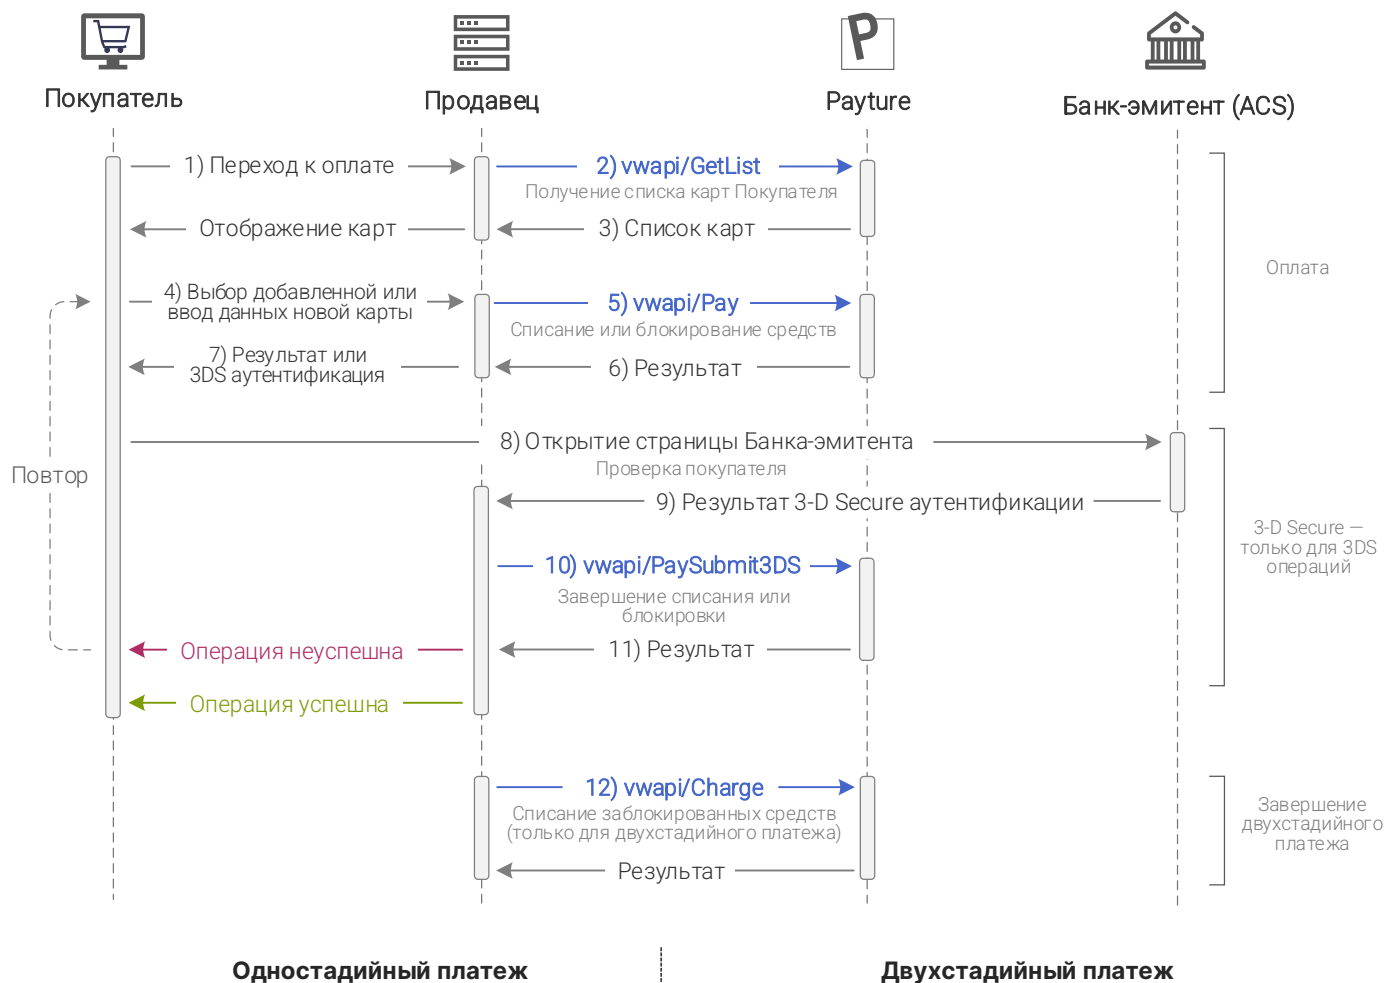 P
Покупатель
Продавец
Payture
Банк-эмитент (ACS)
1) Переход к оплате
2) vwapi/GetList
Получение списка карт Покупателя
Отображение карт
3) Список карт
Оплата
4) Выбор добавленной или
ввод данных новой карты
5) vwapi/Pay
Списание или блокирование средств
7) Результат или
3DS аутентификация
6) Результат
8) Открытие страницы Банка-эмитента
Проверка покупателя
Повтор
9) Результат 3-D Secure аутентификации
3-D Secure —
только для 3DS
операций
10) vwapi/PaySubmit3DS
Завершение списания или
блокировки
Операция неуспешна
11) Результат
Операция успешна
12) vwapi/Charge
Списание заблокированных средств
(только для двухстадийного платежа)
Завершение
двухстадийного
платежа
Результат
Одностадийный платеж
Двухстадийный платеж